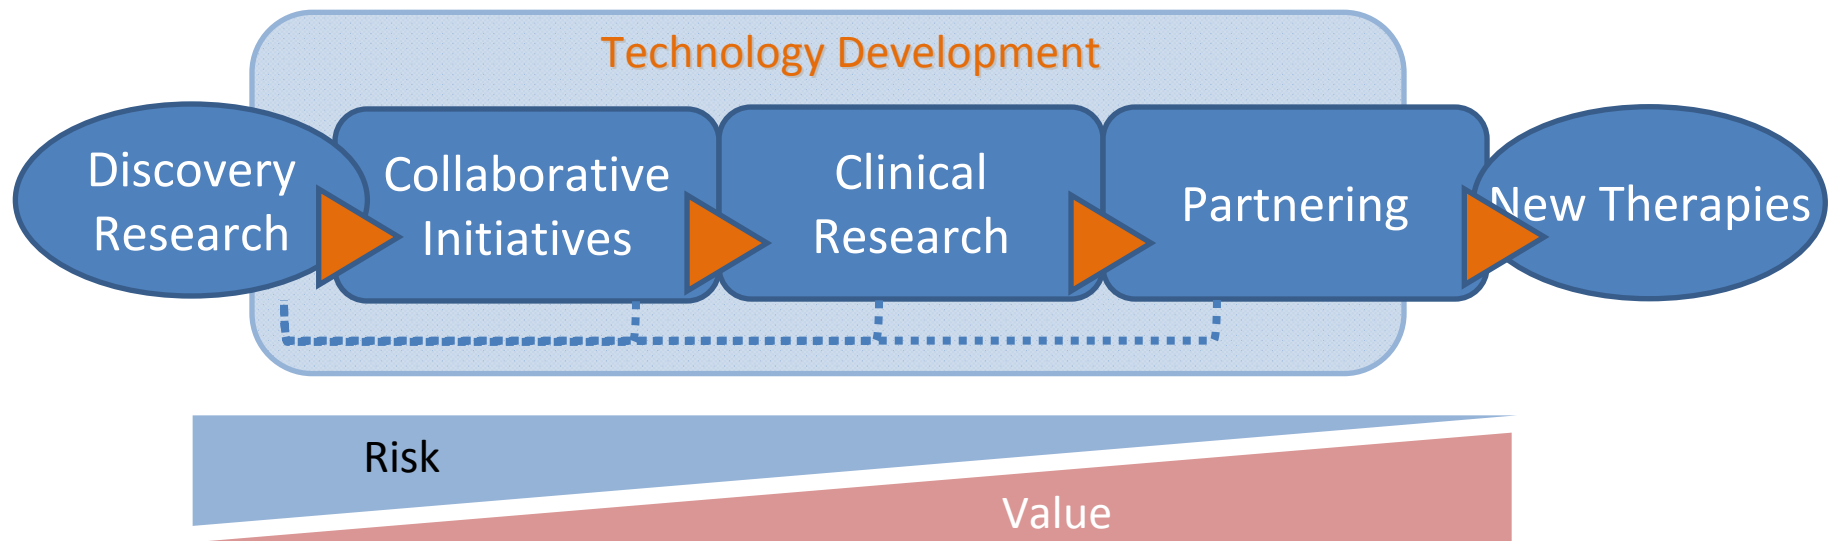 Technology Development
Discovery
Research
Collaborative
Initiatives
Clinical
Research
Partnering
New Therapies
Risk
Value